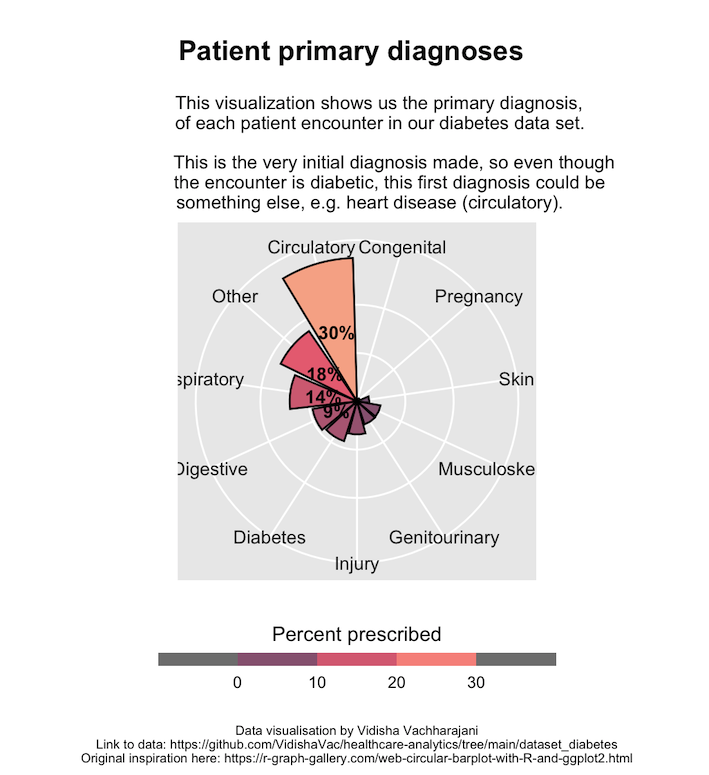 Patient primary diagnoses
This visualization shows us the primary diagnosis,
of each patient encounter in our diabetes data set.
This is the very initial diagnosis made, so even though
the encounter is diabetic, this first diagnosis could be
something else, e.g. heart disease (circulatory).
Circulatory Congenital
Other Pregnancy
30%
18%
spiratory Skin
14%
9%
Digestive Musculoske
Diabetes Genitourinary
Injury
Percent prescribed
0 10 20 30
Data visualisation by Vidisha Vachharajani
Link to data: https://github.com/VidishaVac/healthcare-analytics/tree/main/dataset_diabetes
Original inspiration here: https://r-graph-gallery.com/web-circular-barplot-with-R-and-ggplot2.html